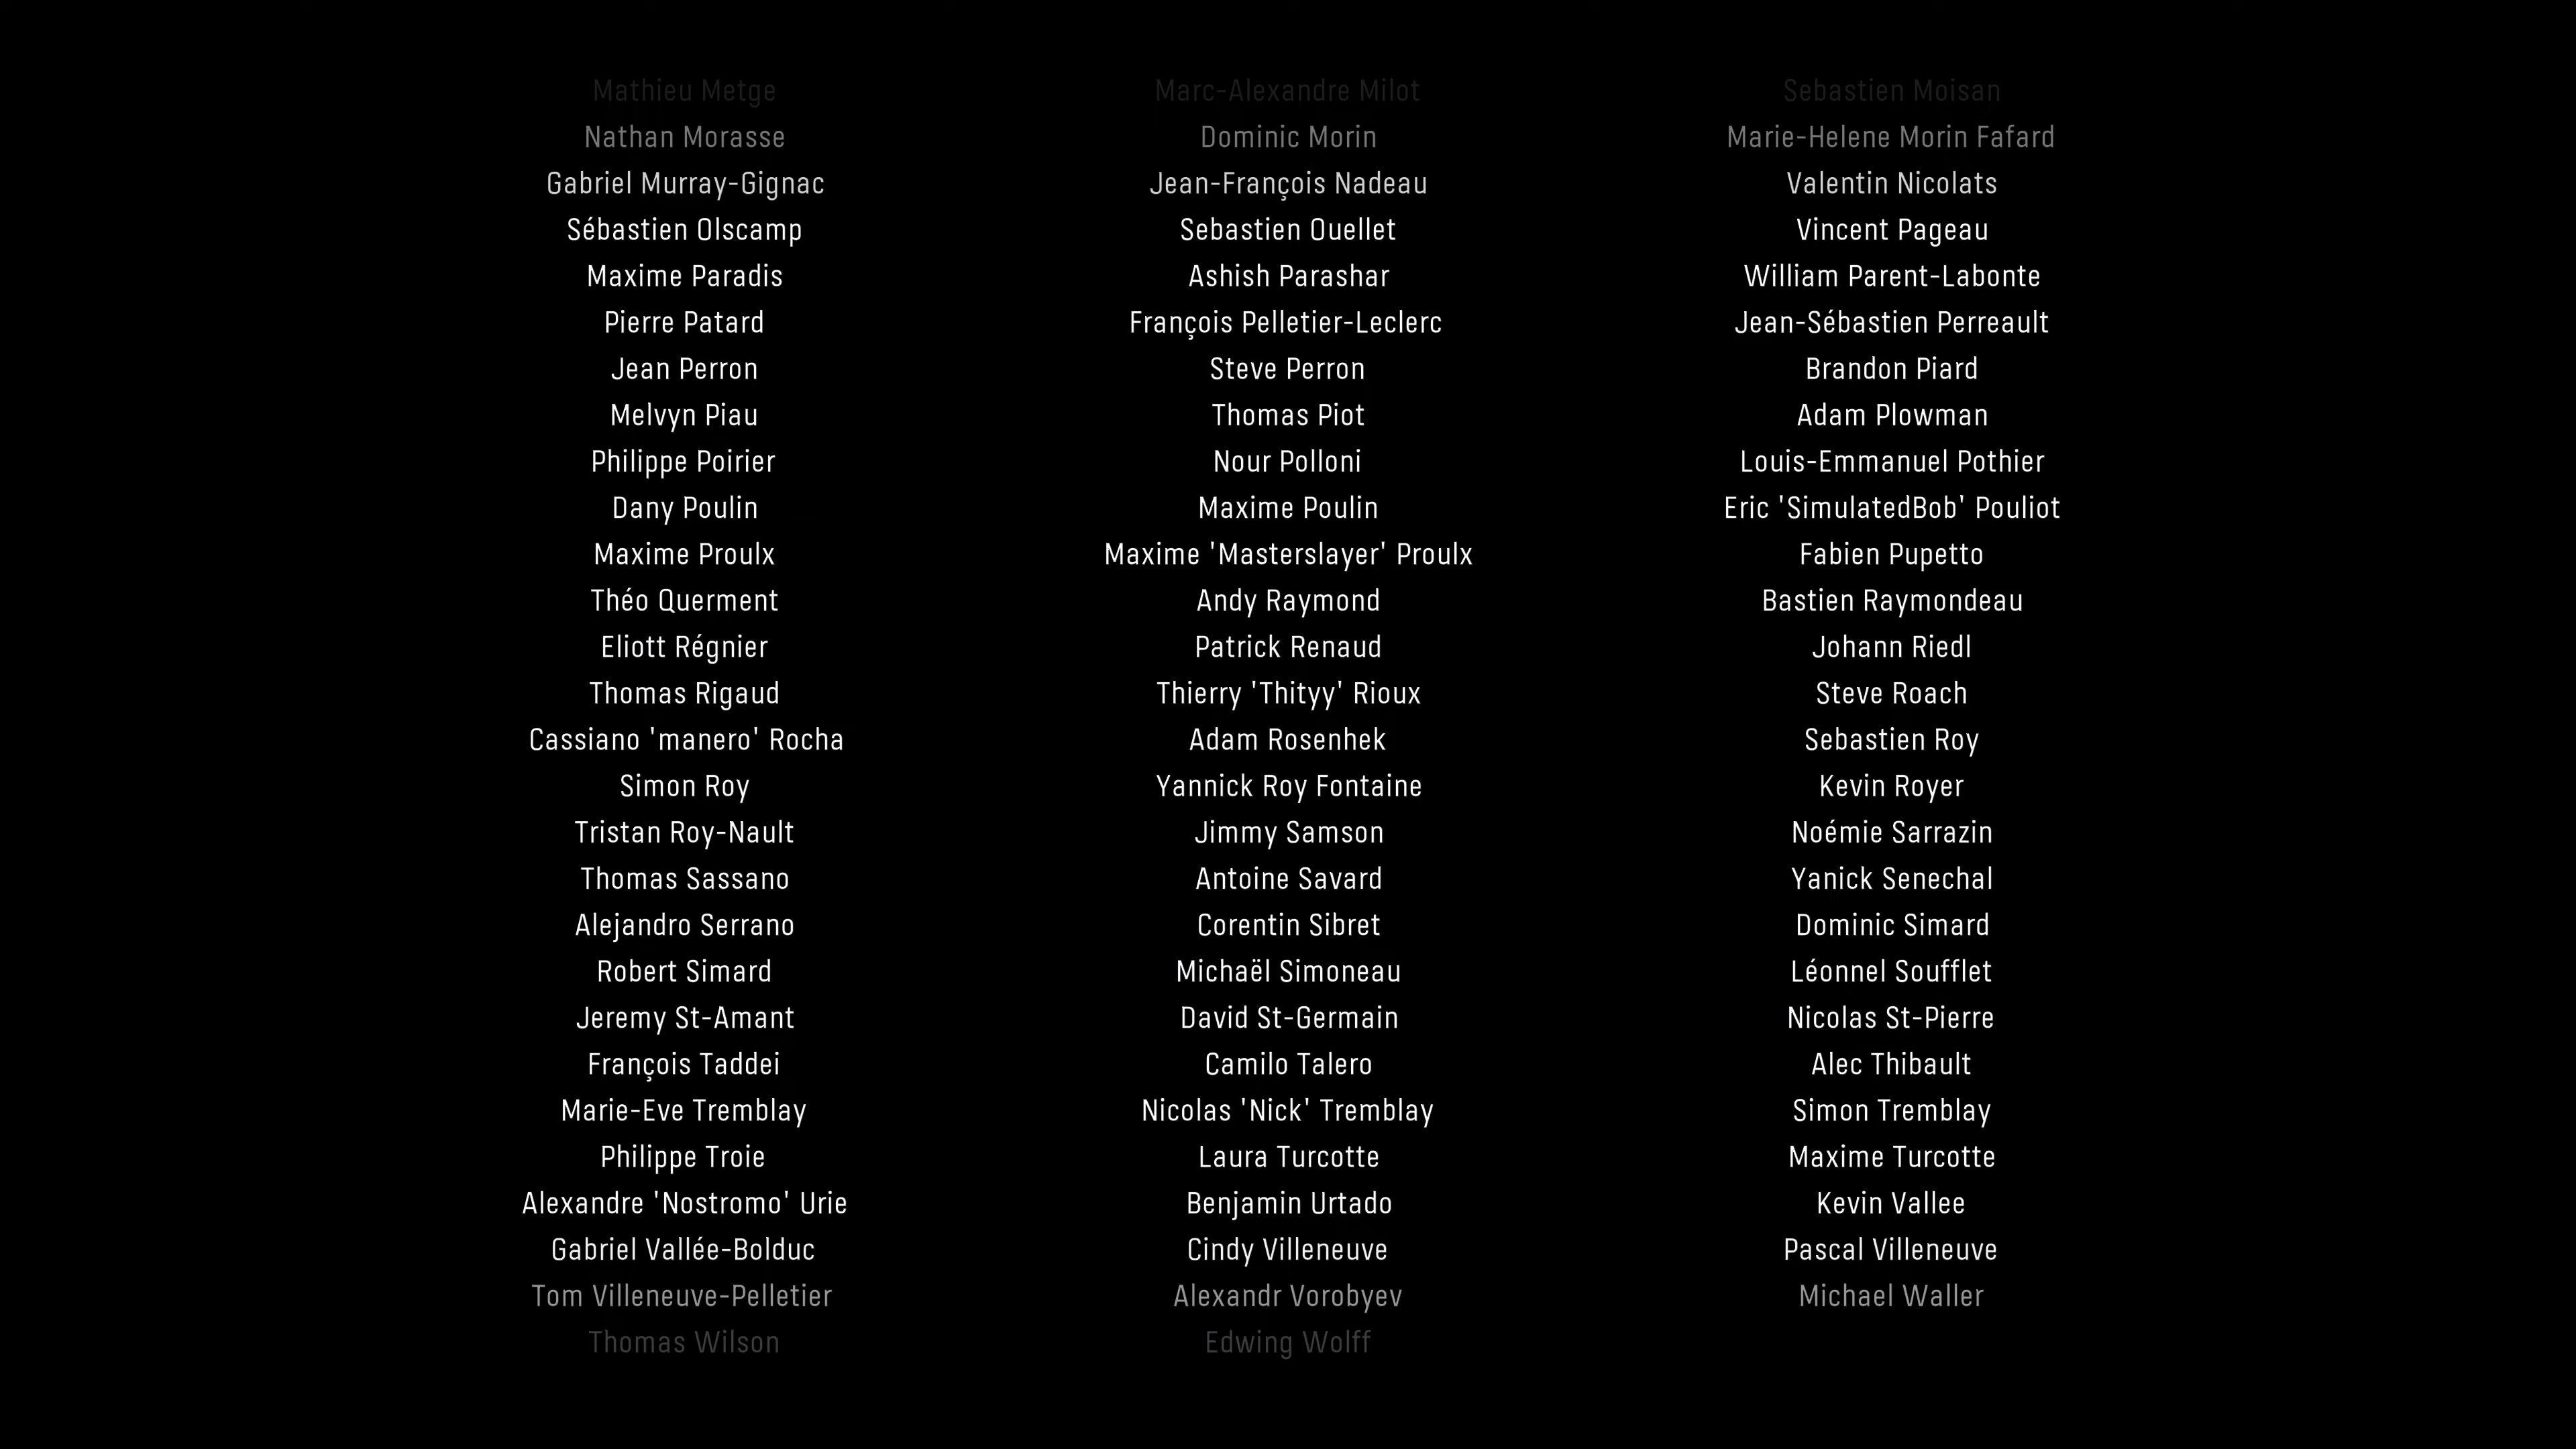 Mathieu Metge Marc-Alexandre Milot Sebastien Moisan
Nathan Morasse Dominic Morin Marie-Helene Morin Fafard
Gabriel Murray-Gignac Jean-François Nadeau Valentin Nicolats
Sébastien Olscamp Sebastien Ouellet Vincent Pageau
Maxime Paradis Ashish Parashar William Parent-Labonte
Pierre Patard François Pelletier-Leclerc Jean-Sébastien Perreault
Jean Perron Steve Perron Brandon Piard
Melvyn Piau Thomas Piot Adam Plowman
Philippe Poirier Nour Polloni Louis-Emmanuel Pothier
Dany Poulin Maxime Poulin Eric 'SimulatedBob' Pouliot
Maxime Proulx Maxime 'Masterslayer' Proulx Fabien Pupetto
Théo Querment Andy Raymond Bastien Raymondeau
Eliott Régnier Patrick Renaud Johann Riedl
Thomas Rigaud Thierry 'Thityy' Rioux Steve Roach
Cassiano 'manero' Rocha Adam Rosenhek Sebastien Roy
Simon Roy Yannick Roy Fontaine Kevin Royer
Tristan Roy-Nault Jimmy Samson Noémie Sarrazin
Thomas Sassano Antoine Savard Yanick Senechal
Alejandro Serrano Corentin Sibret Dominic Simard
Robert Simard Michaël Simoneau Léonnel Soufflet
Jeremy St-Amant David St-Germain Nicolas St-Pierre
François Taddei Camilo Talero Alec Thibault
Marie-Eve Tremblay Nicolas 'Nick' Tremblay Simon Tremblay
Philippe Troie Laura Turcotte Maxime Turcotte
Alexandre 'Nostromo' Urie Benjamin Urtado Kevin Vallee
Gabriel Vallée-Bolduc Cindy Villeneuve Pascal Villeneuve
Tom Villeneuve-Pelletier Alexandr Vorobyev Michael Waller
Thomas Wilson Edwing Wolff